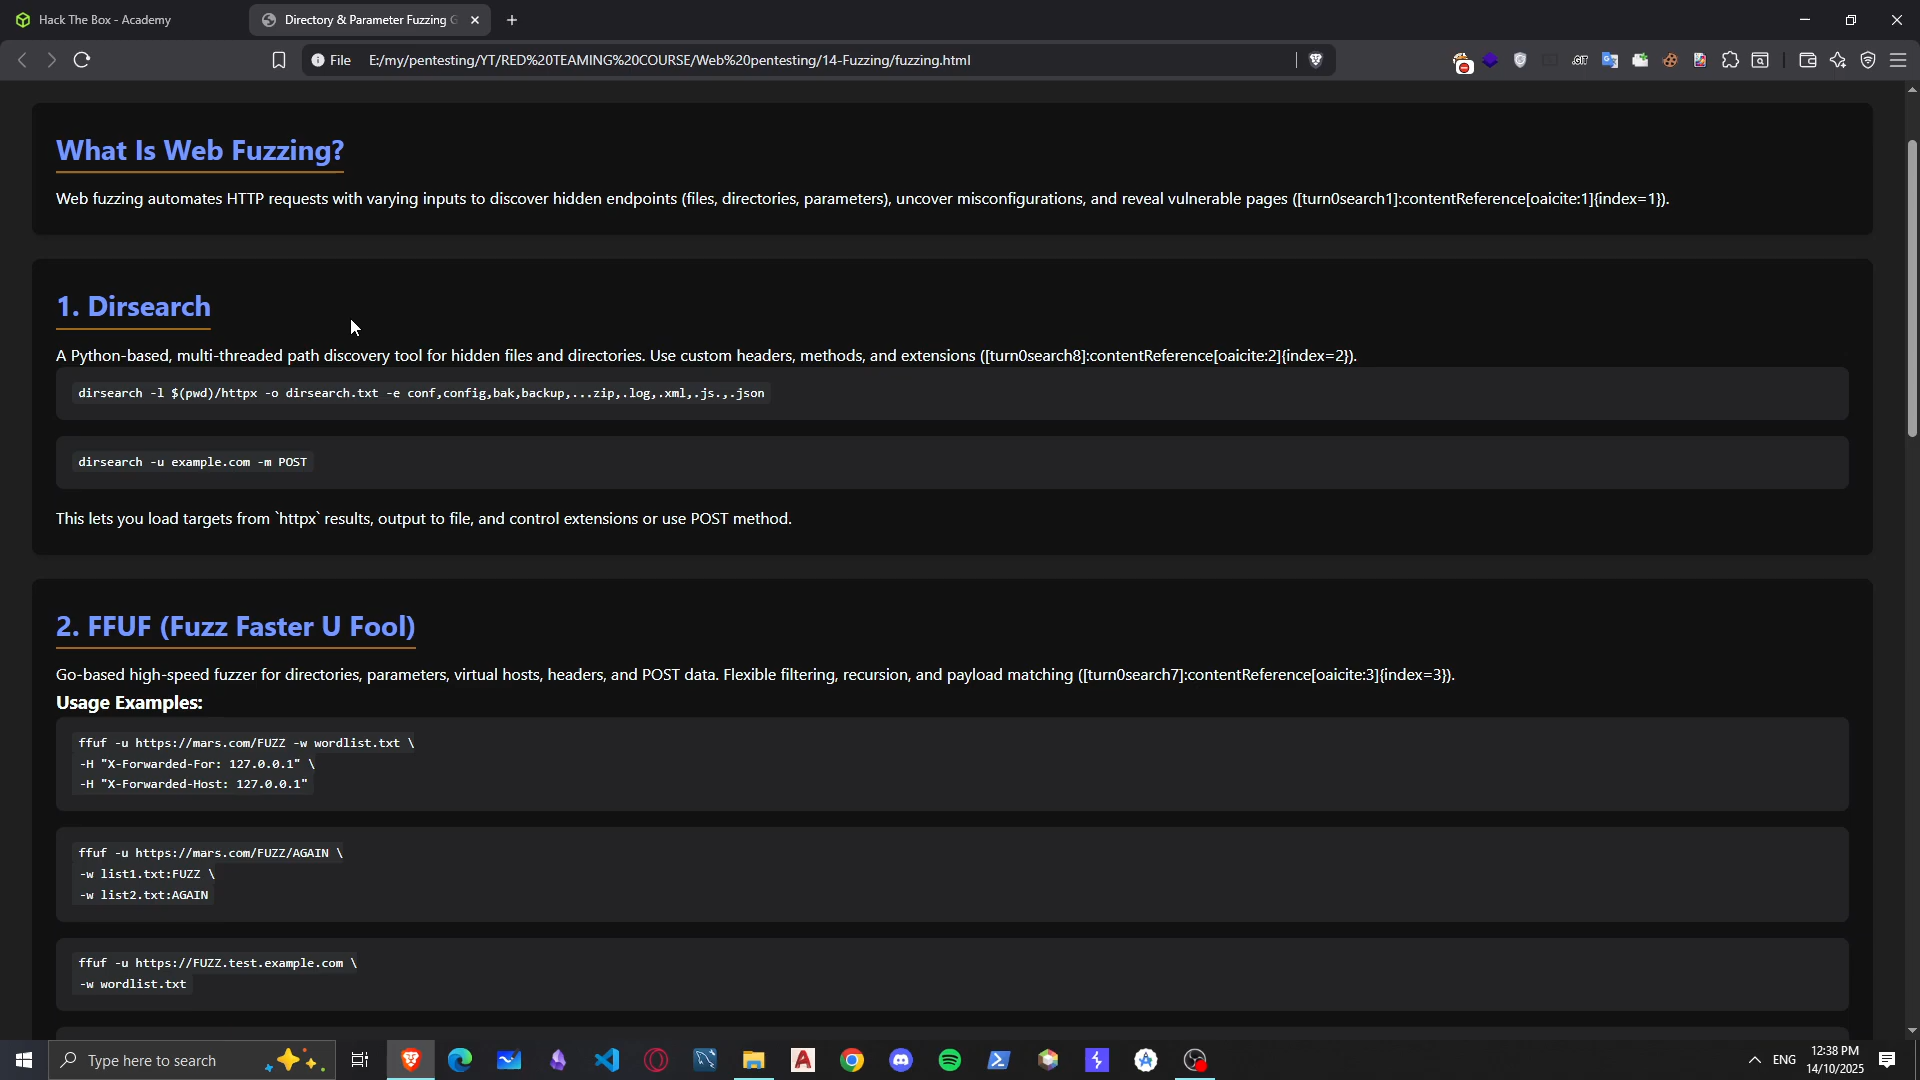 Hack The Box - Academy
Directory & Parameter Fuzzing G
File E:/my/pentesting/YT/RED%20TEAMING%20COURSE/Web%20pentesting/14-Fuzzing/fuzzing.html
What Is Web Fuzzing?
Web fuzzing automates HTTP requests with varying inputs to discover hidden endpoints (files, directories, parameters), uncover misconfigurations, and reveal vulnerable pages ([turn0search1]:contentReference[oaicite:1]{index=1}).
1. Dirsearch
A Python-based, multi-threaded path discovery tool for hidden files and directories. Use custom headers, methods, and extensions ([turn0search8]:contentReference[oaicite:2]{index=2}).
dirsearch -l $(pwd)/httpx -o dirsearch.txt -e conf,config,bak,backup,...zip,.log,.xml,.js.,.json
dirsearch -u example.com -m POST
This lets you load targets from `httpx` results, output to file, and control extensions or use POST method.
2. FFUF (Fuzz Faster U Fool)
Go-based high-speed fuzzer for directories, parameters, virtual hosts, headers, and POST data. Flexible filtering, recursion, and payload matching ([turn0search7]:contentReference[oaicite:3]{index=3}).
Usage Examples:
ffuf -u https://mars.com/FUZZ -w wordlist.txt \
-H "X-Forwarded-For: 127.0.0.1" \
-H "X-Forwarded-Host: 127.0.0.1"
ffuf -u https://mars.com/FUZZ/AGAIN \
-w list1.txt:FUZZ \
-w list2.txt:AGAIN
ffuf -u https://FUZZ.test.example.com \
-w wordlist.txt
Type here to search
ENG
12:38 PM
14/10/2025